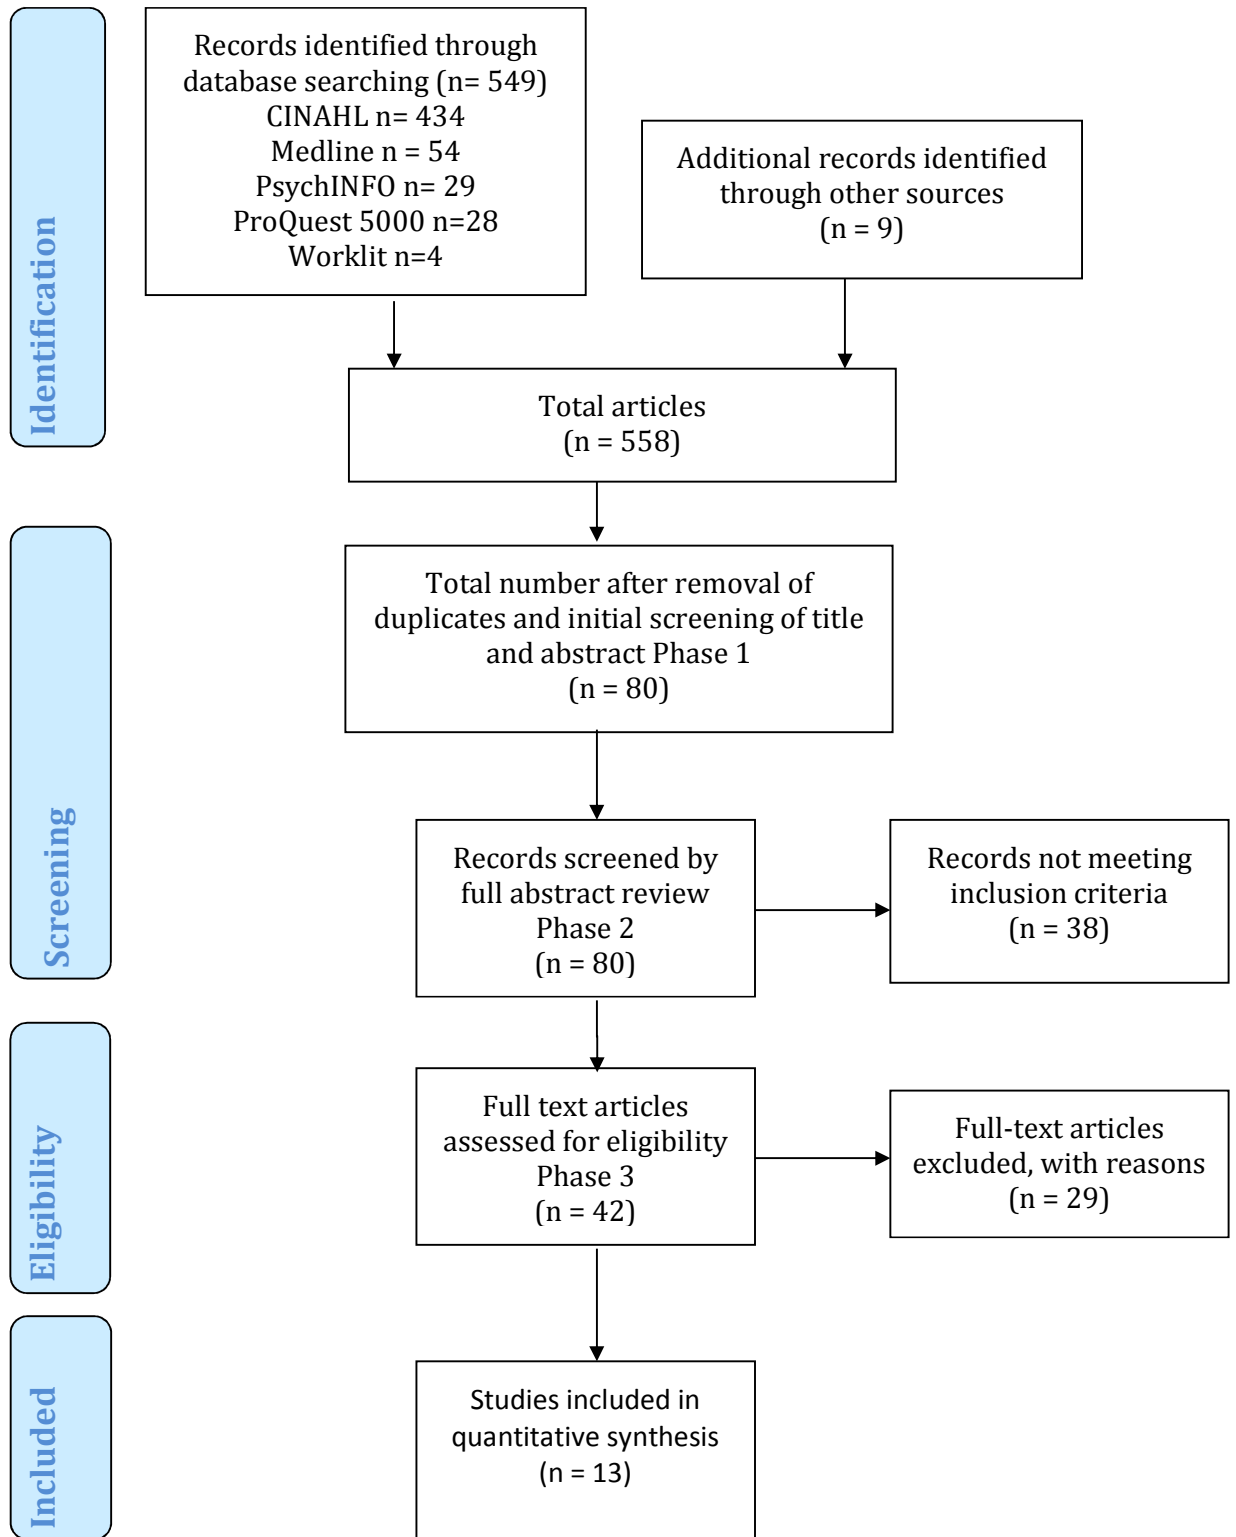 Identification
Records identified through
database searching (n= 549)
CINAHL n= 434
Medline n = 54
PsychINFO n= 29
ProQuest 5000 n=28
Worklit n=4
Additional records identified
through other sources
(n = 9)
Total articles
(n = 558)
Screening
Total number after removal of
duplicates and initial screening of title
and abstract Phase 1
(n = 80)
Records screened by
full abstract review
Phase 2
(n = 80)
Records not meeting
inclusion criteria
(n = 38)
Eligibility
Full text articles
assessed for eligibility
Phase 3
(n = 42)
Full-text articles
excluded, with reasons
(n = 29)
Included
Studies included in
quantitative synthesis
(n = 13)